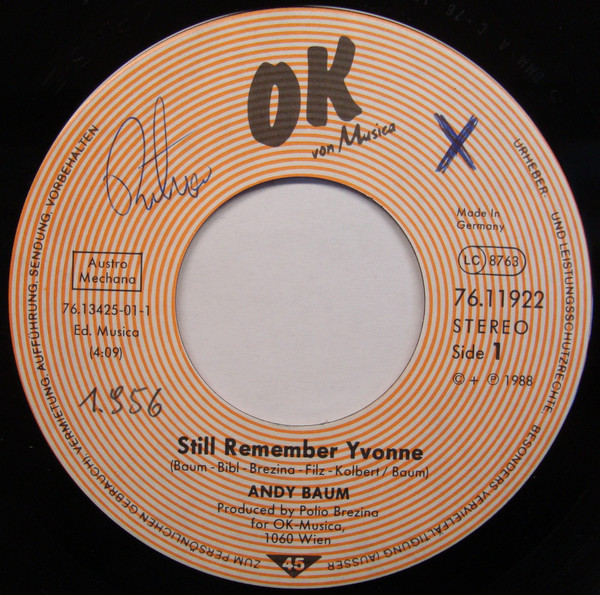 OK
von Musica
X
Made In
Germany
LC 8763
76.11922
STEREO
Side 1
© + ℗ 1988
Austro
Mechana
76.13425-01-1
Ed. Musica
(4:09)
1.956
Still Remember Yvonne
(Baum - Bibl - Brezina - Filz - Kolbert / Baum)
ANDY BAUM
Produced by Polio Brezina
for OK-Musica,
1060 Wien
45
URHEBER- UND LEISTUNGSSCHUTZRECHTE, BESONDERS VERVIELFÄLTIGUNG (AUSSER ZUM PERSÖNLICHEN GEBRAUCH), VERMIETUNG, AUFFÜHRUNG, SENDUNG, VORBEHALTEN